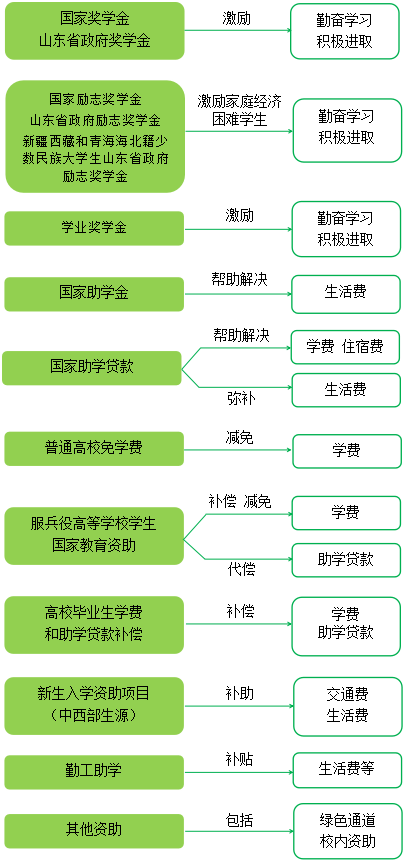 国家奖学金
山东省政府奖学金
激励
勤奋学习
积极进取
国家励志奖学金
山东省政府励志奖学金
新疆西藏和青海海北籍少
数民族大学生山东省政府
励志奖学金
激励家庭经济
困难学生
勤奋学习
积极进取
学业奖学金
激励
勤奋学习
积极进取
国家助学金
帮助解决
生活费
国家助学贷款
帮助解决
学费 住宿费
弥补
生活费
普通高校免学费
减免
学费
服兵役高等学校学生
国家教育资助
补偿 减免
学费
代偿
助学贷款
高校毕业生学费
和助学贷款补偿
补偿
学费
助学贷款
新生入学资助项目
（中西部生源）
补助
交通费
生活费
勤工助学
补贴
生活费等
其他资助
包括
绿色通道
校内资助